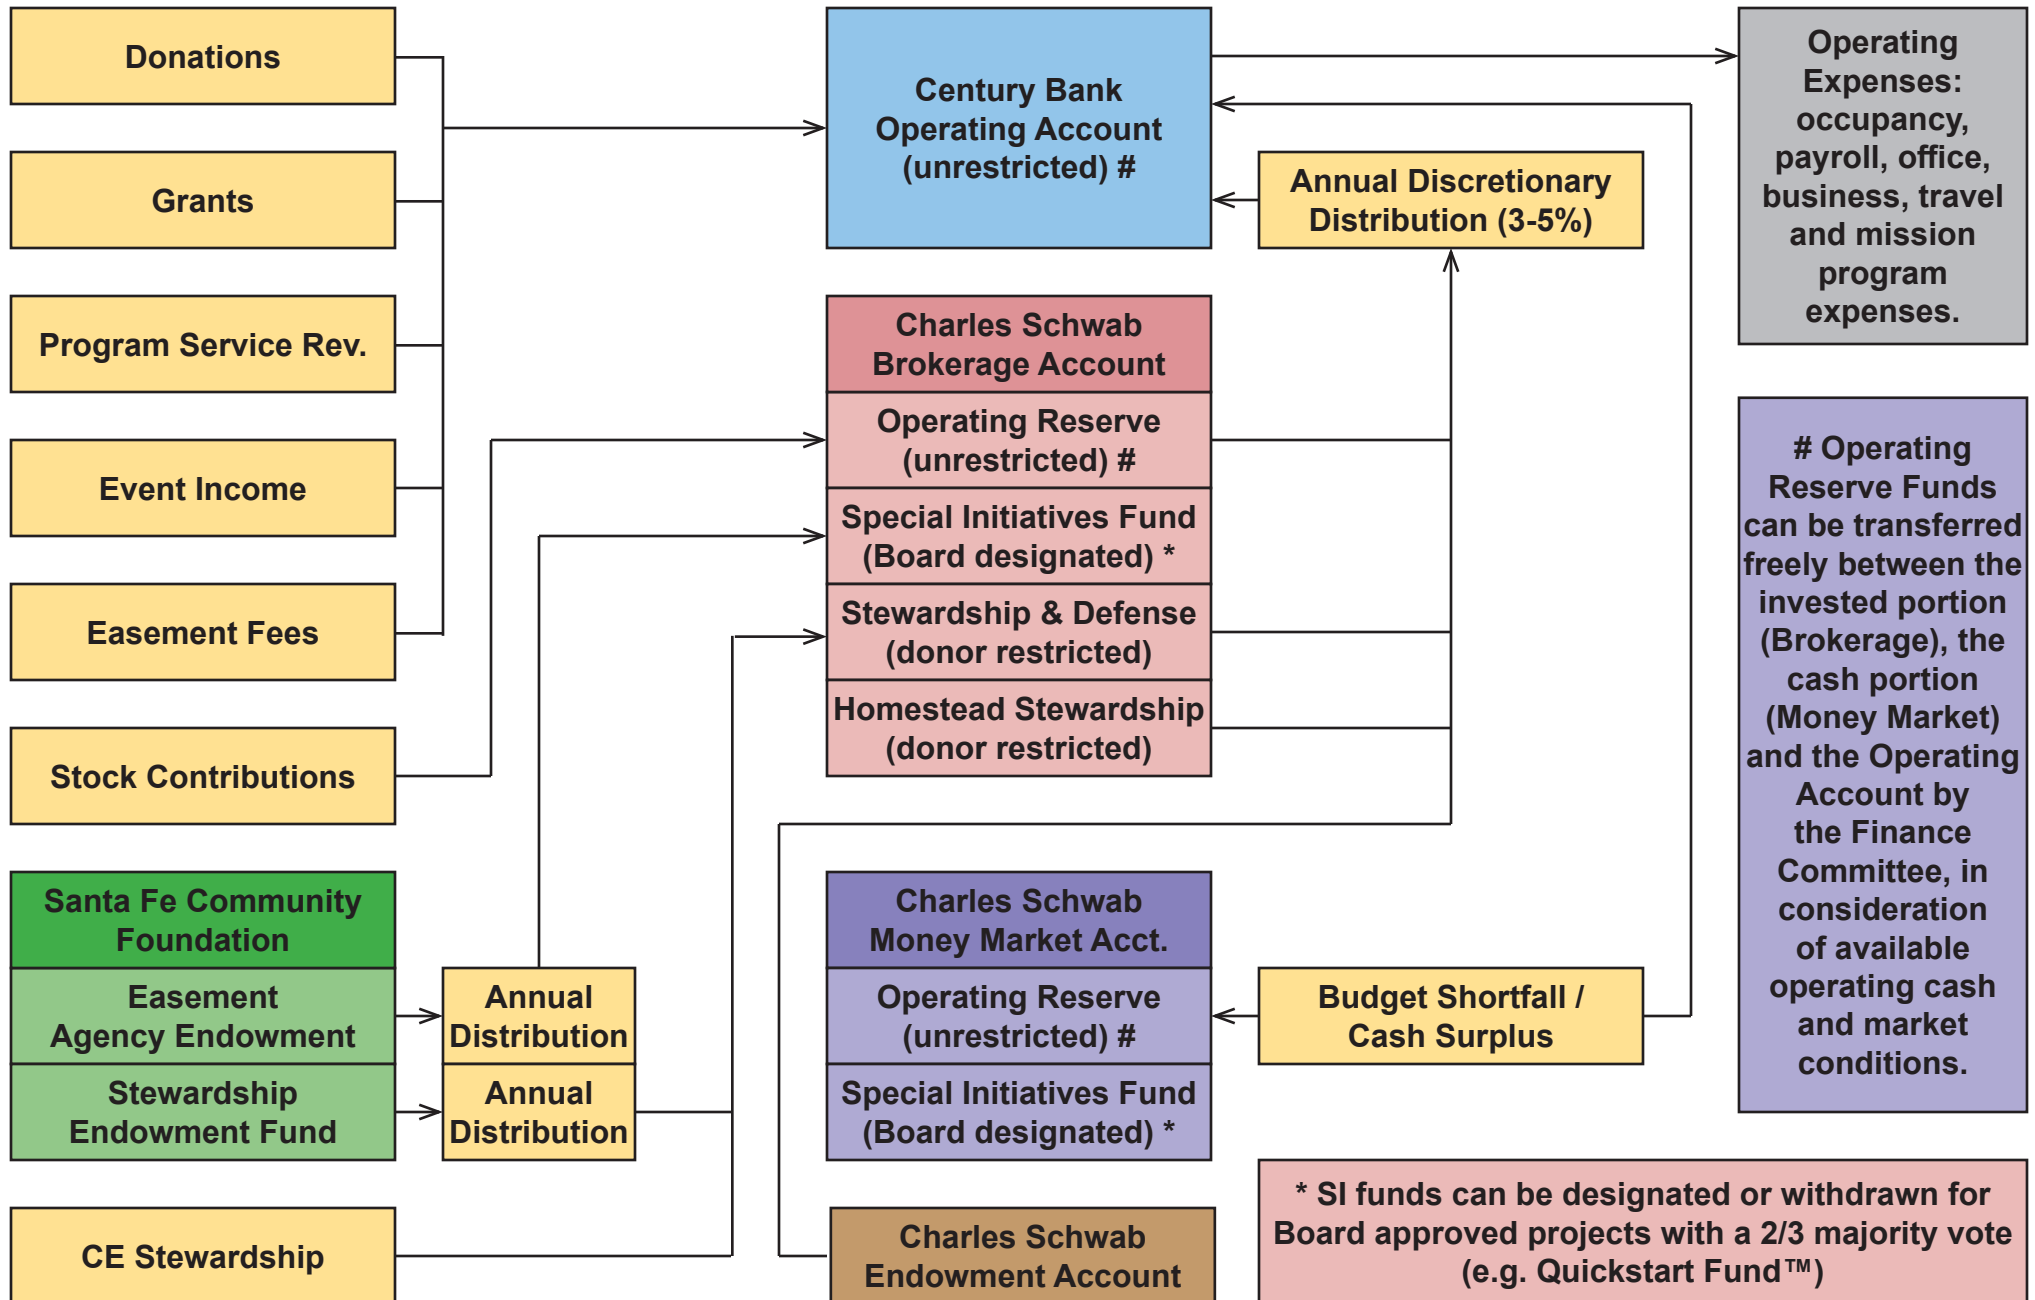 Donations
Grants
Program Service Rev.
Event Income
Easement Fees
Stock Contributions
Santa Fe Community
Foundation
Easement
Agency Endowment
Stewardship
Endowment Fund
CE Stewardship
Annual
Distribution
Annual
Distribution
Century Bank
Operating Account
(unrestricted) #
Charles Schwab
Brokerage Account
Operating Reserve
(unrestricted) #
Special Initiatives Fund
(Board designated) *
Stewardship & Defense
(donor restricted)
Homestead Stewardship
(donor restricted)
Charles Schwab
Money Market Acct.
Operating Reserve
(unrestricted) #
Special Initiatives Fund
(Board designated) *
Charles Schwab
Endowment Account
Annual Discretionary
Distribution (3-5%)
Budget Shortfall /
Cash Surplus
Operating
Expenses:
occupancy,
payroll, office,
business, travel
and mission
program
expenses.
# Operating
Reserve Funds
can be transferred
freely between the
invested portion
(Brokerage), the
cash portion
(Money Market)
and the Operating
Account by
the Finance
Committee, in
consideration
of available
operating cash
and market
conditions.
* SI funds can be designated or withdrawn for
Board approved projects with a 2/3 majority vote
(e.g. Quickstart Fund™)